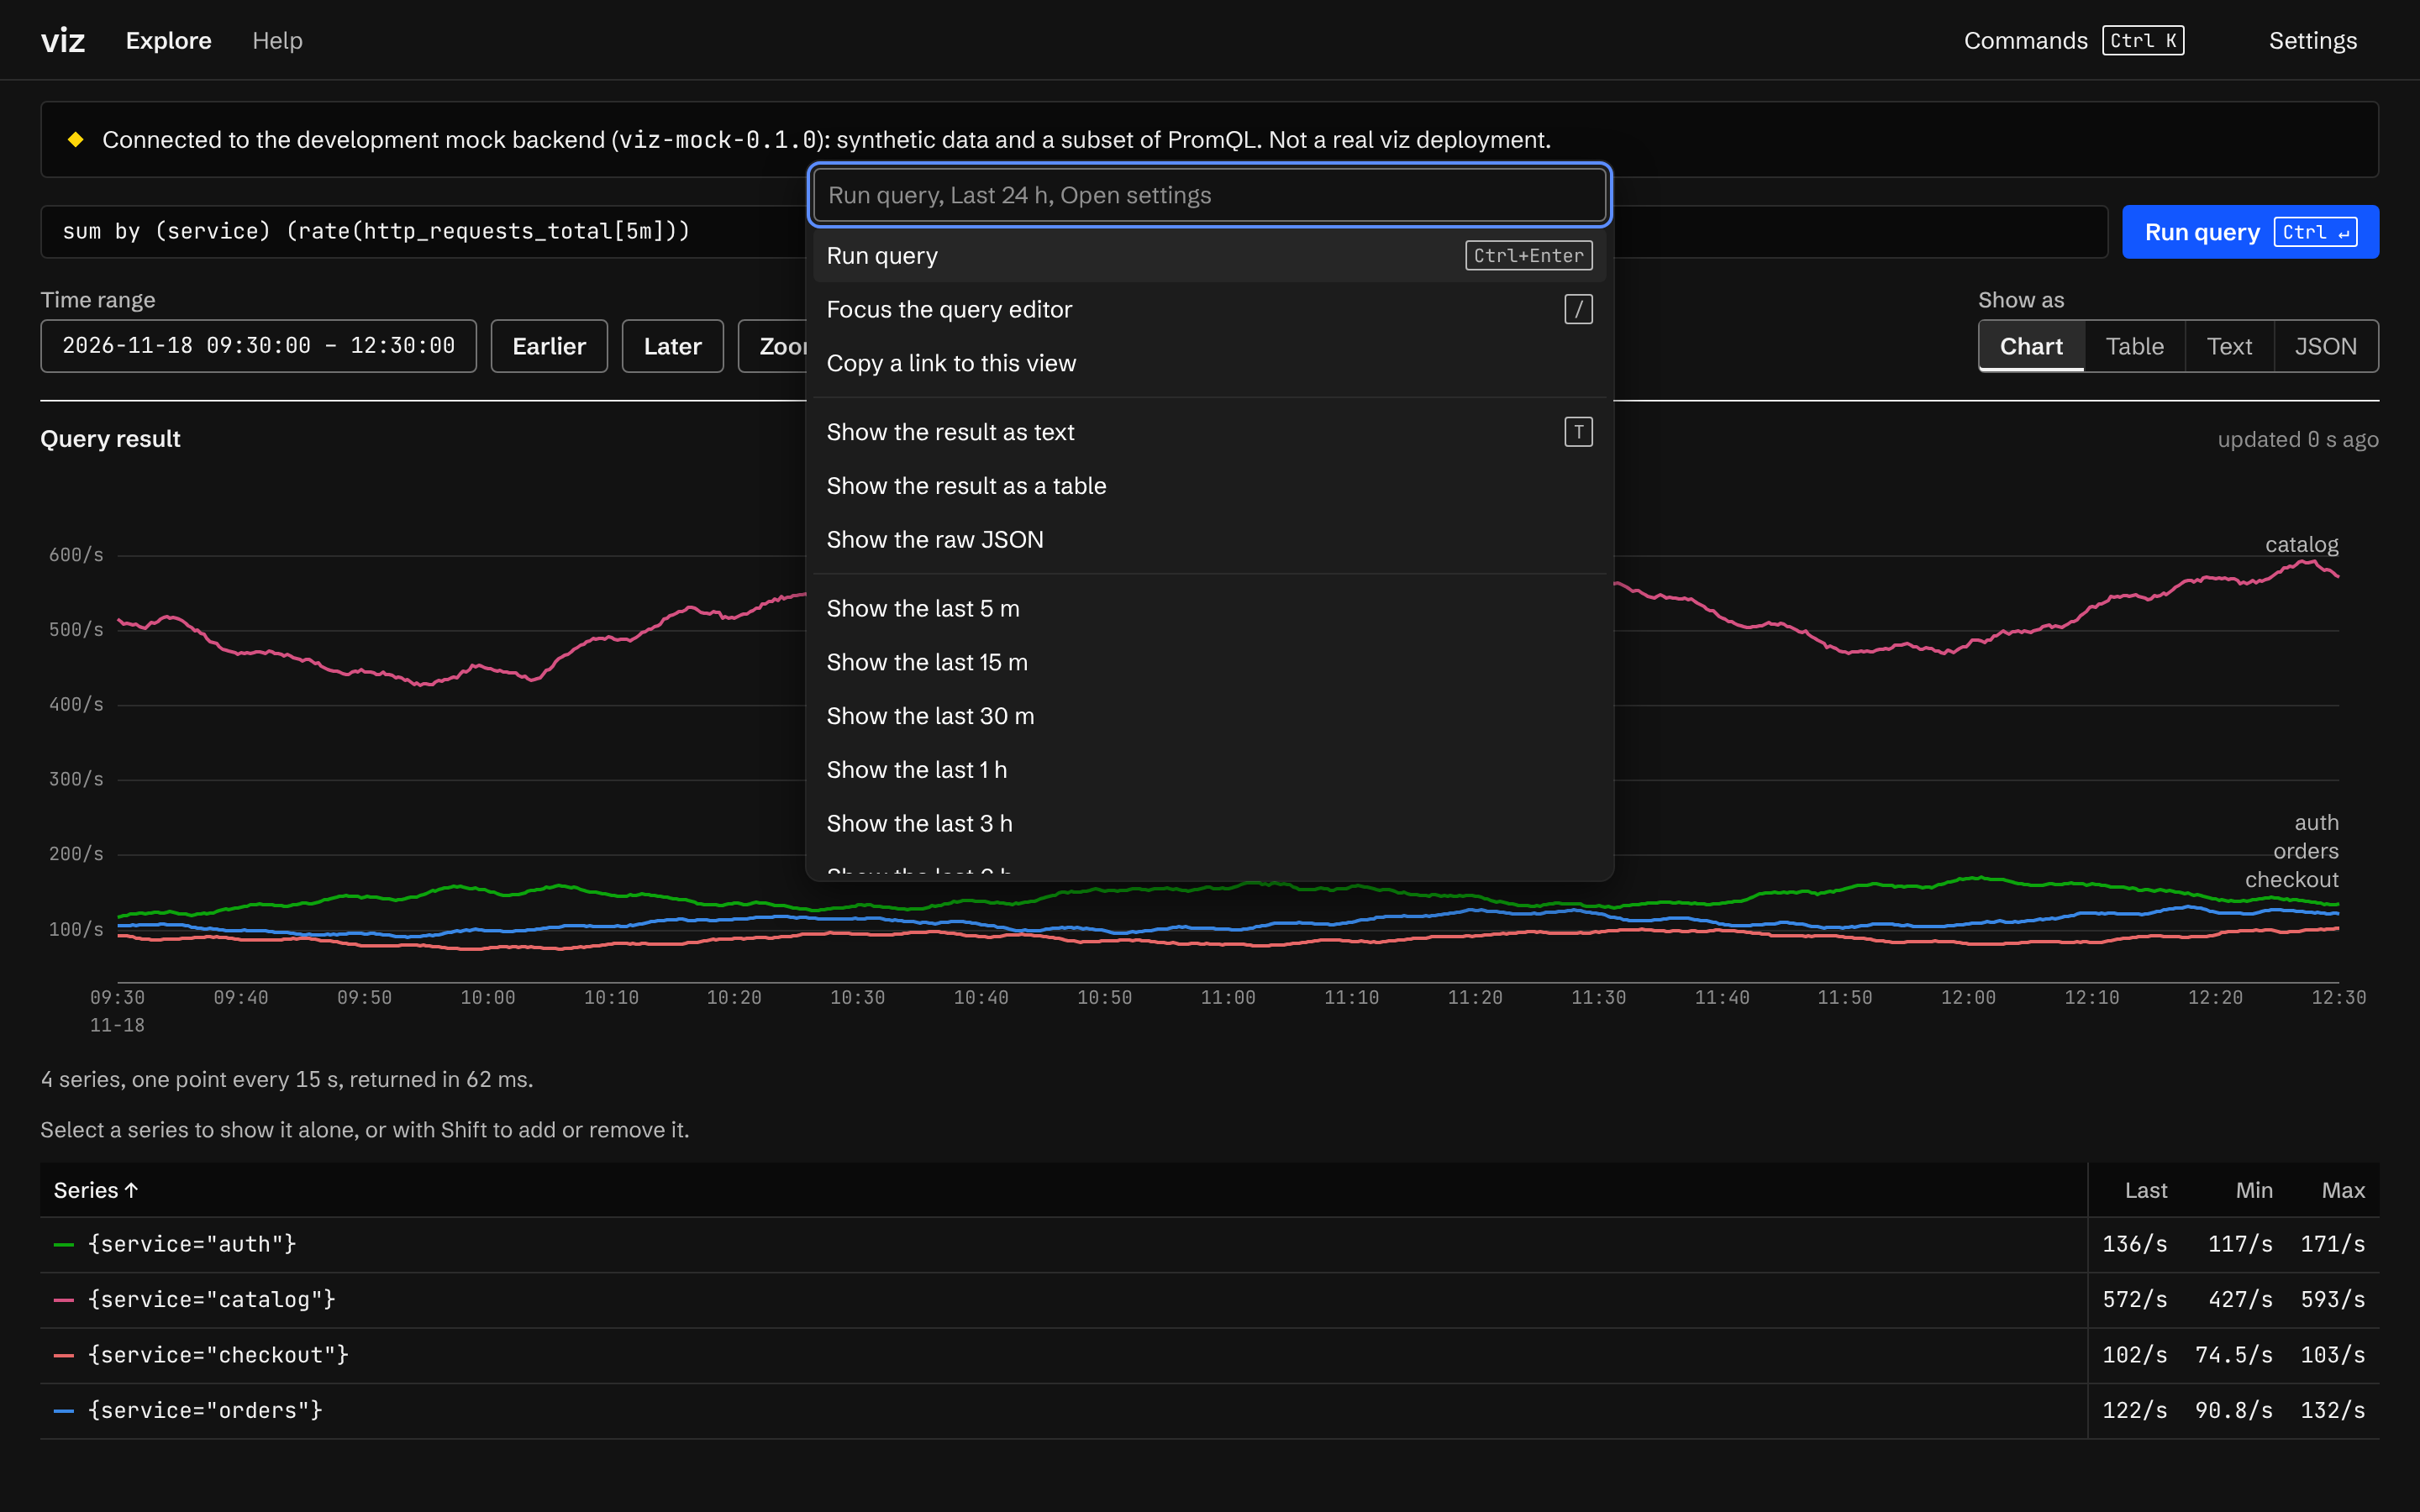 viz Explore Help Commands Ctrl K Settings
Connected to the development mock backend (viz-mock-0.1.0): synthetic data and a subset of PromQL. Not a real viz deployment.
sum by (service) (rate(http_requests_total[5m]))
Run query Ctrl ↵
Time range
2026-11-18 09:30:00 – 12:30:00
Earlier
Later
Show as
Chart Table Text JSON
Run query, Last 24 h, Open settings
Run query Ctrl+Enter
Focus the query editor /
Copy a link to this view
Show the result as text T
Show the result as a table
Show the raw JSON
Show the last 5 m
Show the last 15 m
Show the last 30 m
Show the last 1 h
Show the last 3 h
Query result
updated 0 s ago
600/s
500/s
400/s
300/s
200/s
100/s
catalog
auth
orders
checkout
09:30 09:40 09:50 10:00 10:10 10:20 10:30 10:40 10:50 11:00 11:10 11:20 11:30 11:40 11:50 12:00 12:10 12:20 12:30
11-18
4 series, one point every 15 s, returned in 62 ms.
Select a series to show it alone, or with Shift to add or remove it.
Series ↑ Last Min Max
{service="auth"} 136/s 117/s 171/s
{service="catalog"} 572/s 427/s 593/s
{service="checkout"} 102/s 74.5/s 103/s
{service="orders"} 122/s 90.8/s 132/s